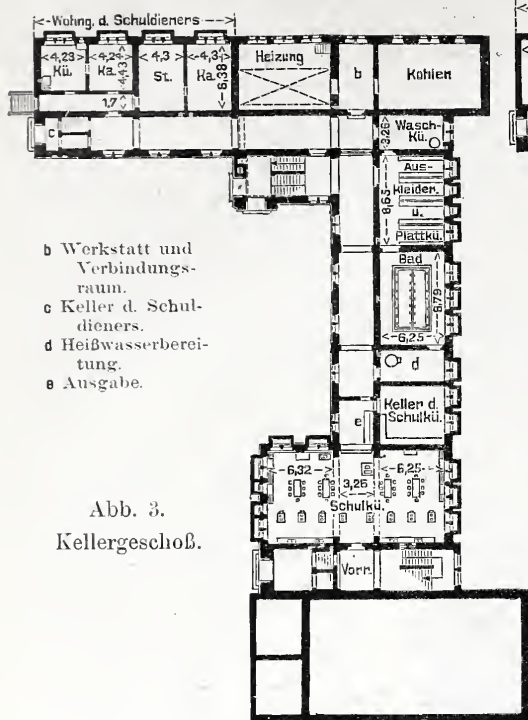 Wohng. d. Schuldieners
4,23
Kü.
4,24
Ka.
4,43
4,3
St.
4,3
Ka.
6,38
Heizung
b
Kohlen
1,7
c
3,26
Wasch-
kü.
Aus-
kleider.
u.
Plattkü.
8,65
Bad
8,79
6,25
d
Keller d.
Schulkü.
e
6,32
3,25
6,25
Schulkü.
Vorr.
b Werkstatt und
Verbindungs-
raum.
c Keller d. Schul-
dieners.
d Heißwasserberei-
tung.
e Ausgabe.
Abb. 3.
Kellergeschoß.